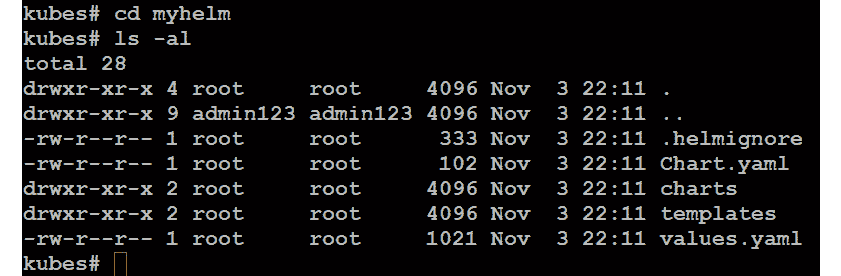 kubes# cd myhelm
kubes# ls -al
total 28
drwxr-xr-x 4 root     root     4096 Nov  3 22:11 .
drwxr-xr-x 9 admin123 admin123 4096 Nov  3 22:11 ..
-rw-r--r-- 1 root     root      333 Nov  3 22:11 .helmignore
-rw-r--r-- 1 root     root      102 Nov  3 22:11 Chart.yaml
drwxr-xr-x 2 root     root     4096 Nov  3 22:11 charts
drwxr-xr-x 2 root     root     4096 Nov  3 22:11 templates
-rw-r--r-- 1 root     root     1021 Nov  3 22:11 values.yaml
kubes#